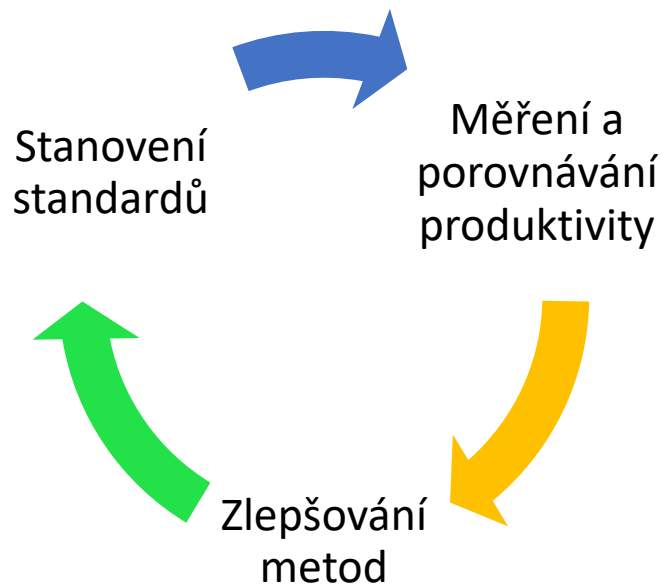 Stanovení
standardů
Měření a
porovnávání
produktivity
Zlepšování
metod